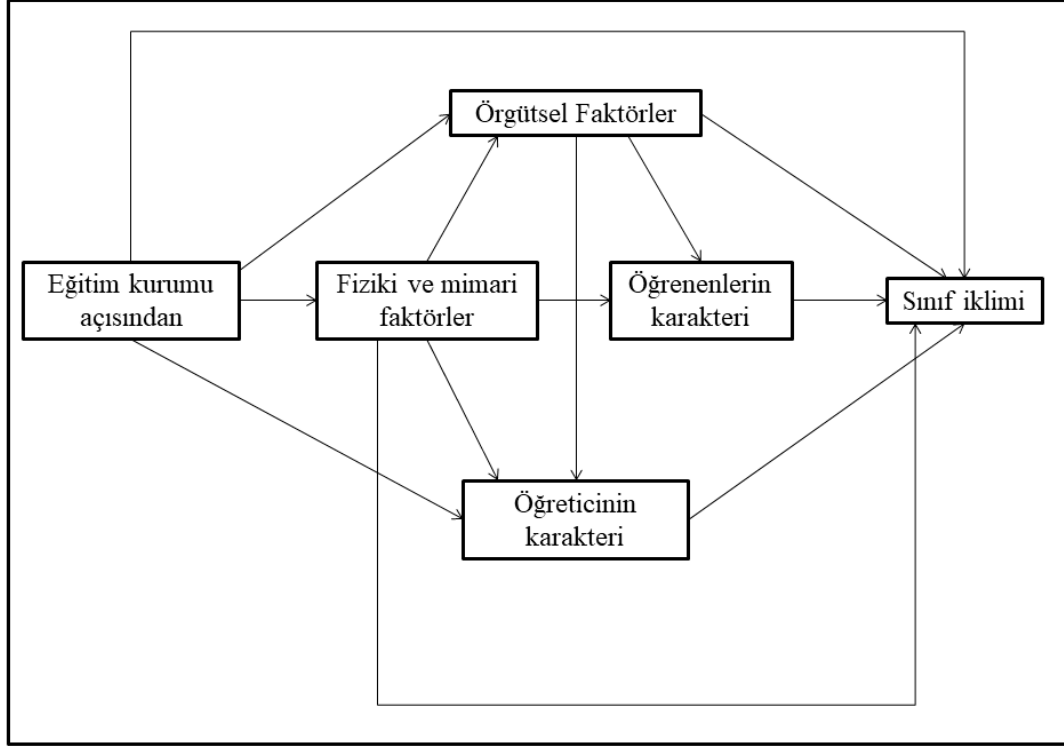 Örgütsel Faktörler
Eğitim kurumu
açısından
Fiziki ve mimari
faktörler
Öğrenenlerin
karakteri
Sınıf iklimi
Öğreticinin
karakteri